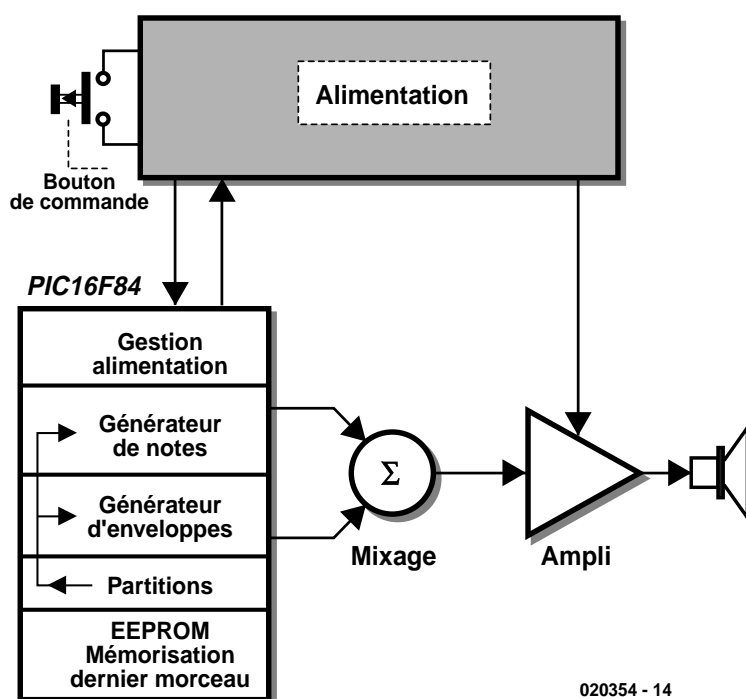 Alimentation
Bouton
de commande
PIC16F84
Gestion
alimentation
Générateur
de notes
Générateur
d'enveloppes
Partitions
EEPROM
Mémorisation
dernier morceau
Σ
Mixage
Ampli
020354 - 14